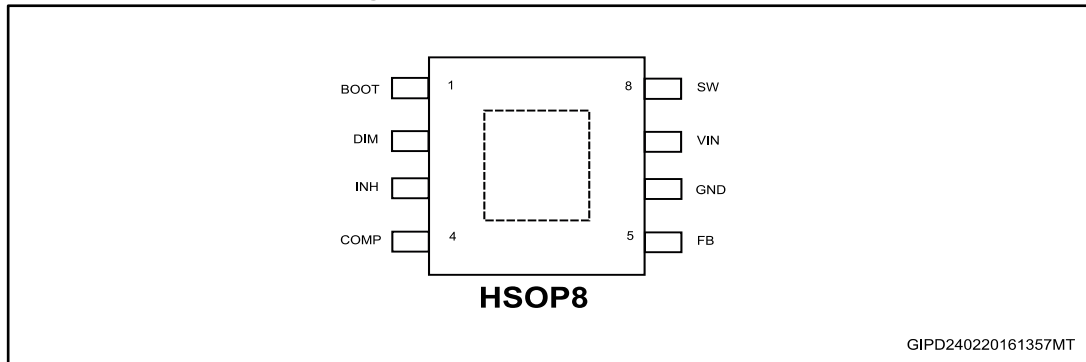 BOOT 1 8 SW
DIM VIN
INH GND
COMP 4 5 FB
HSOP8
GIPD240220161357MT